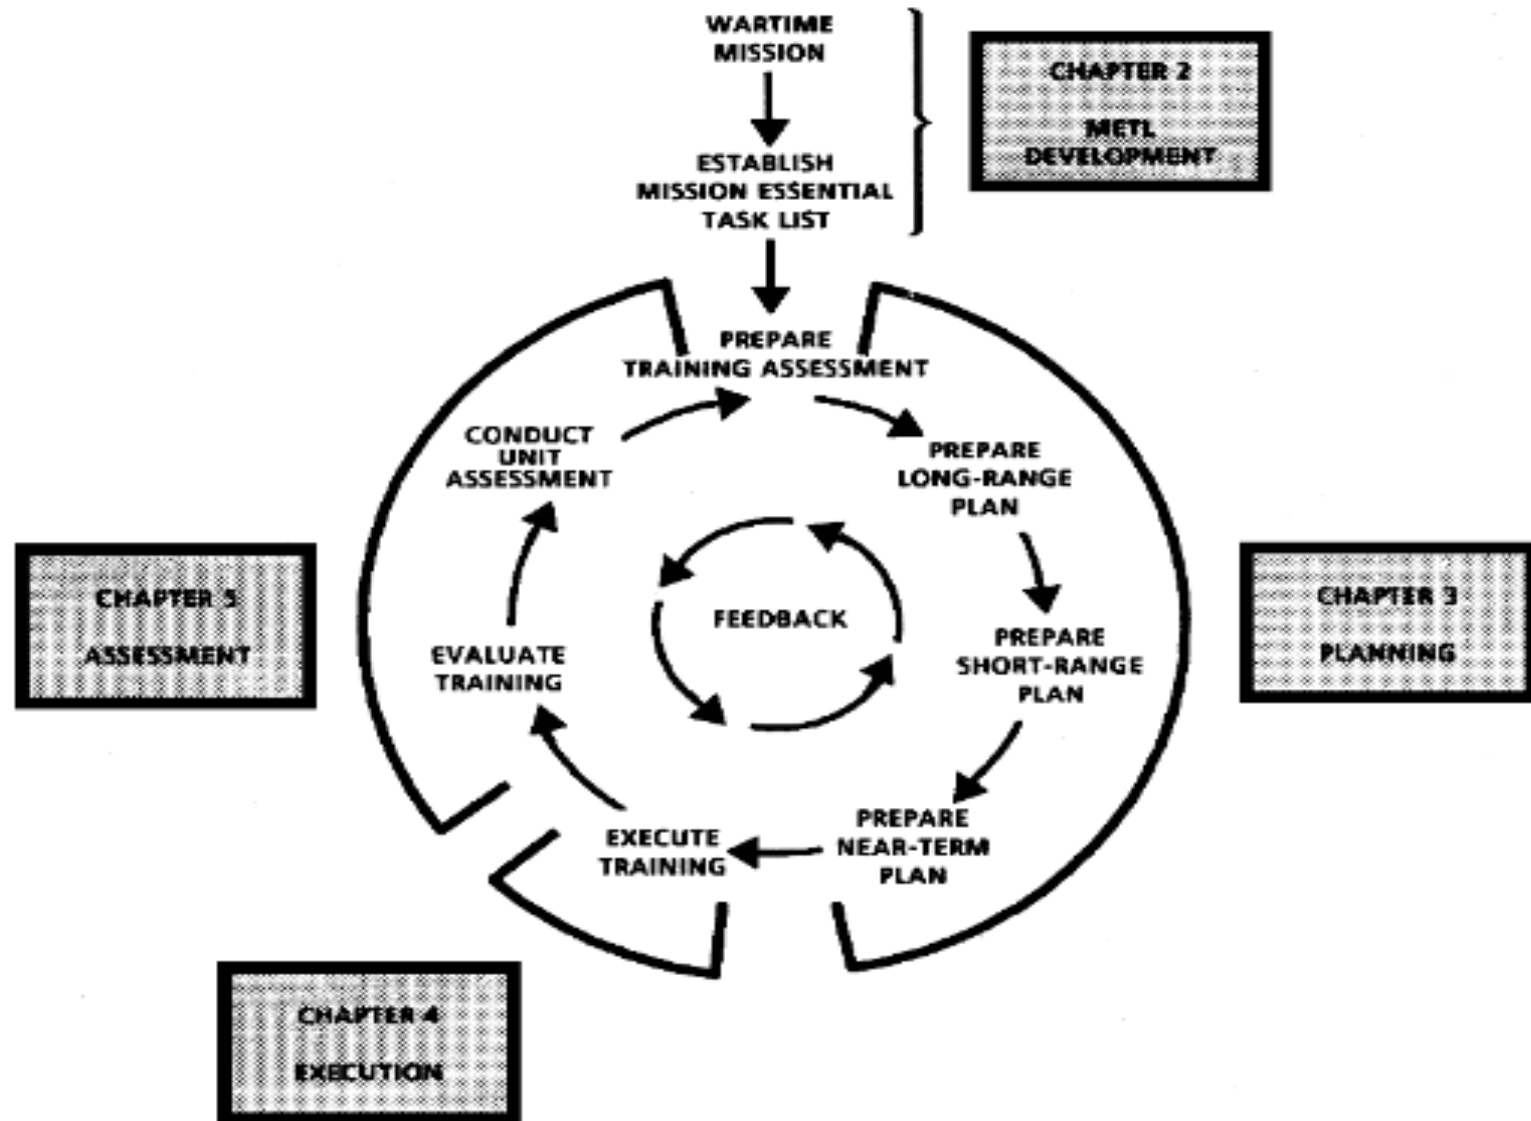 WARTIME
MISSION
CHAPTER 2
METL
DEVELOPMENT
ESTABLISH
MISSION ESSENTIAL
TASK LIST
PREPARE
TRAINING ASSESSMENT
CONDUCT
UNIT
ASSESSMENT
PREPARE
LONG-RANGE
PLAN
CHAPTER 5
ASSESSMENT
EVALUATE
TRAINING
FEEDBACK
PREPARE
SHORT-RANGE
PLAN
CHAPTER 3
PLANNING
EXECUTE
TRAINING
PREPARE
NEAR-TERM
PLAN
CHAPTER 4
EXECUTION